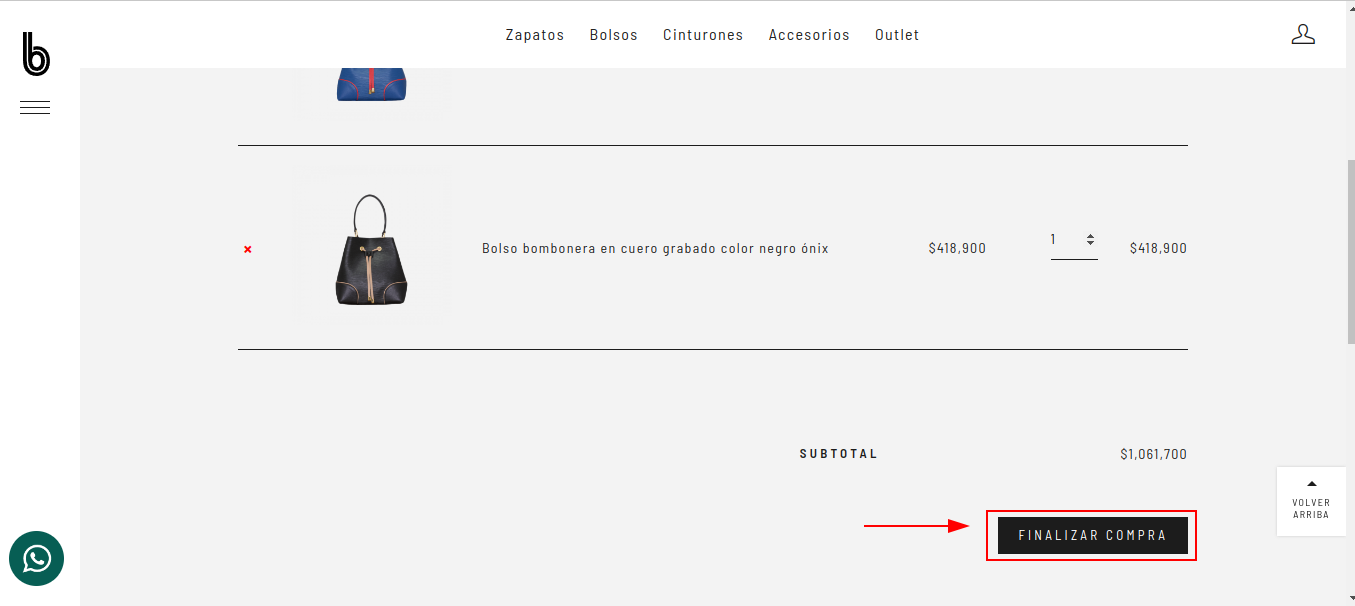 b
Zapatos Bolsos Cinturones Accesorios Outlet
Bolso bombonera en cuero grabado color negro ónix $418,900 1 $418,900
SUBTOTAL $1,061,700
VOLVER
ARRIBA
FINALIZAR COMPRA